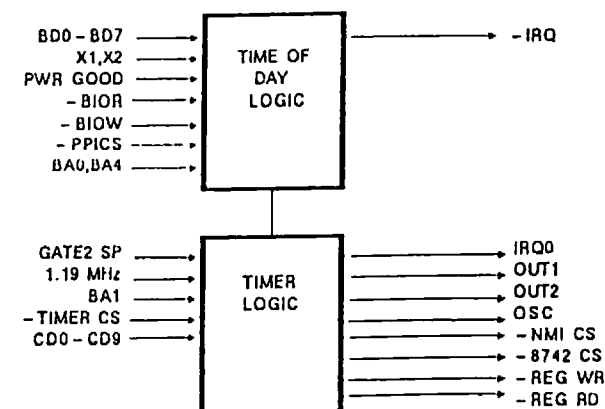 BD0-BD7
X1,X2
PWR GOOD
-BIOR
-BIOW
-PPICS
BA0,BA4
TIME OF
DAY
LOGIC
-IRQ
GATE2 SP
1.19 MHz
BA1
-TIMER CS
CD0-CD9
TIMER
LOGIC
IRQ0
OUT1
OUT2
OSC
-NMI CS
-8742 CS
-REG WR
-REG RD